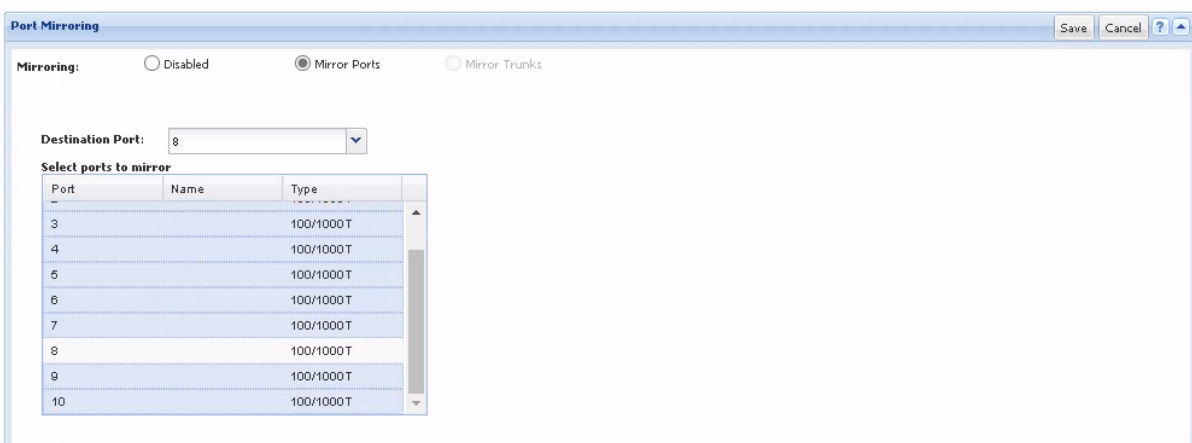 Port Mirroring Save Cancel ?
Mirroring: Disabled Mirror Ports Mirror Trunks
Destination Port: 8
Select ports to mirror
Port Name Type
3 100/1000T
4 100/1000T
5 100/1000T
6 100/1000T
7 100/1000T
8 100/1000T
9 100/1000T
10 100/1000T